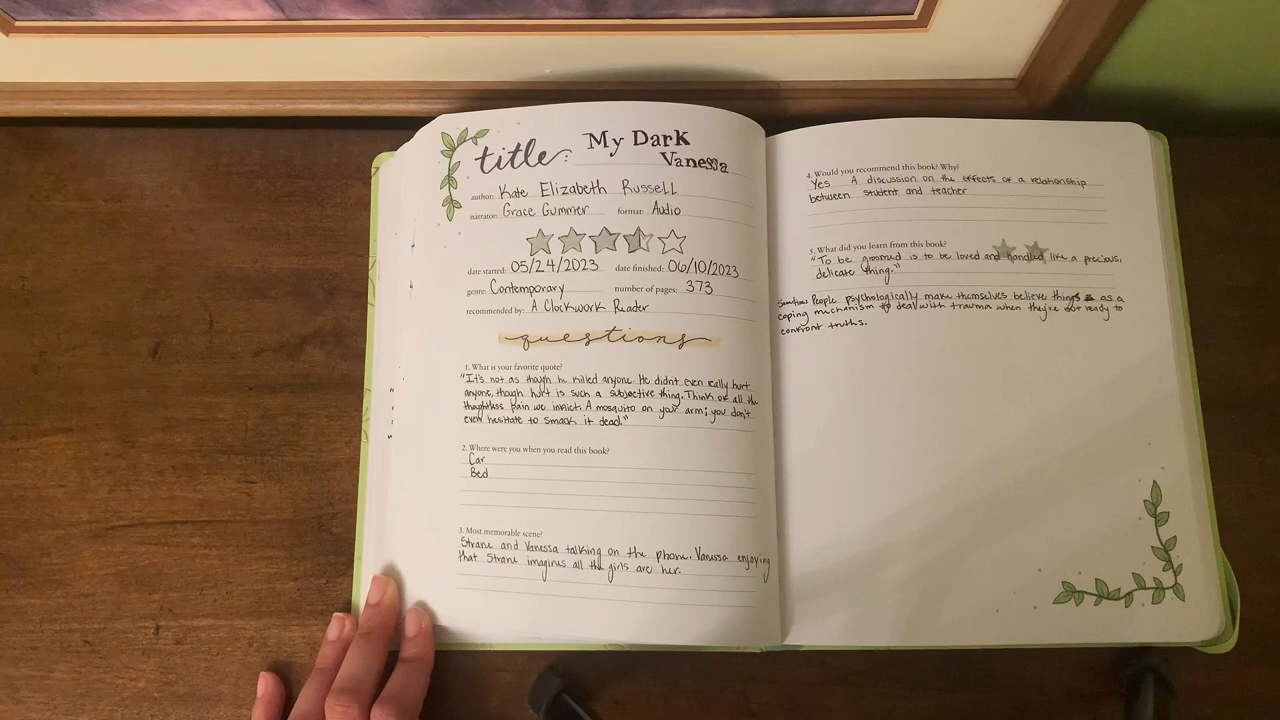 title: My Dark
Vanessa
author: Kate Elizabeth Russell
narrator: Grace Gummer format: Audio
date started: 05/24/2023 date finished: 06/10/2023
genre: Contemporary number of pages: 373
recommended by: A Clockwork Reader
questions
1. What is your favorite quote?
"It's not as though he killed anyone. He didn't even really hurt
anyone, though hurt is such a subjective thing. Think of all the
thoughtless pain we inflict. A mosquito on your arm; you don't
even hesitate to smack it dead."
2. Where were you when you read this book?
Car
Bed
3. Most memorable scene?
Strane and Vanessa talking on the phone. Vanessa enjoying
that Strane imagines all the girls are her.
4. Would you recommend this book? Why?
Yes A discussion on the effects of a relationship
between student and teacher
5. What did you learn from this book?
"To be groomed is to be loved and handled like a precious,
delicate thing."
Sometimes People psychologically make themselves believe things as a
coping mechanism to deal with trauma when they're not ready to
confront truths.